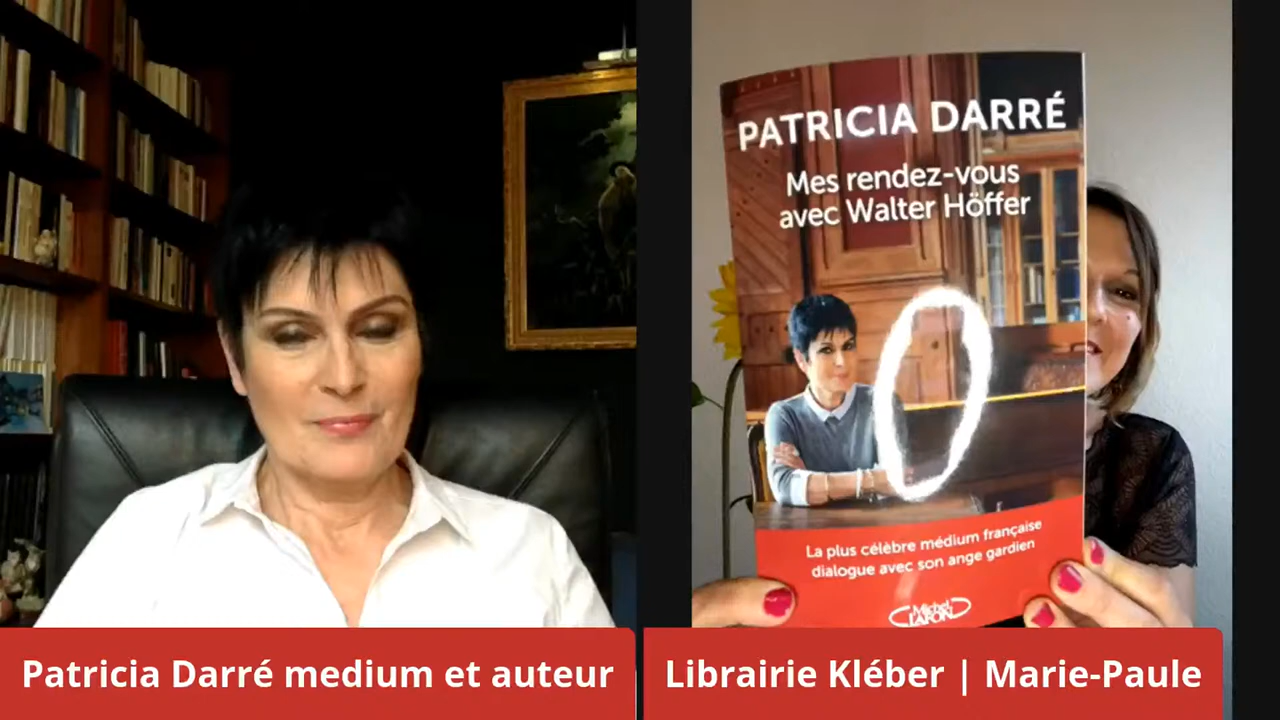 PATRICIA DARRÉ
Mes rendez-vous
avec Walter Höffer
La plus célèbre médium française
dialogue avec son ange gardien
Michel
LAFON
Patricia Darré medium et auteur
Librairie Kléber | Marie-Paule